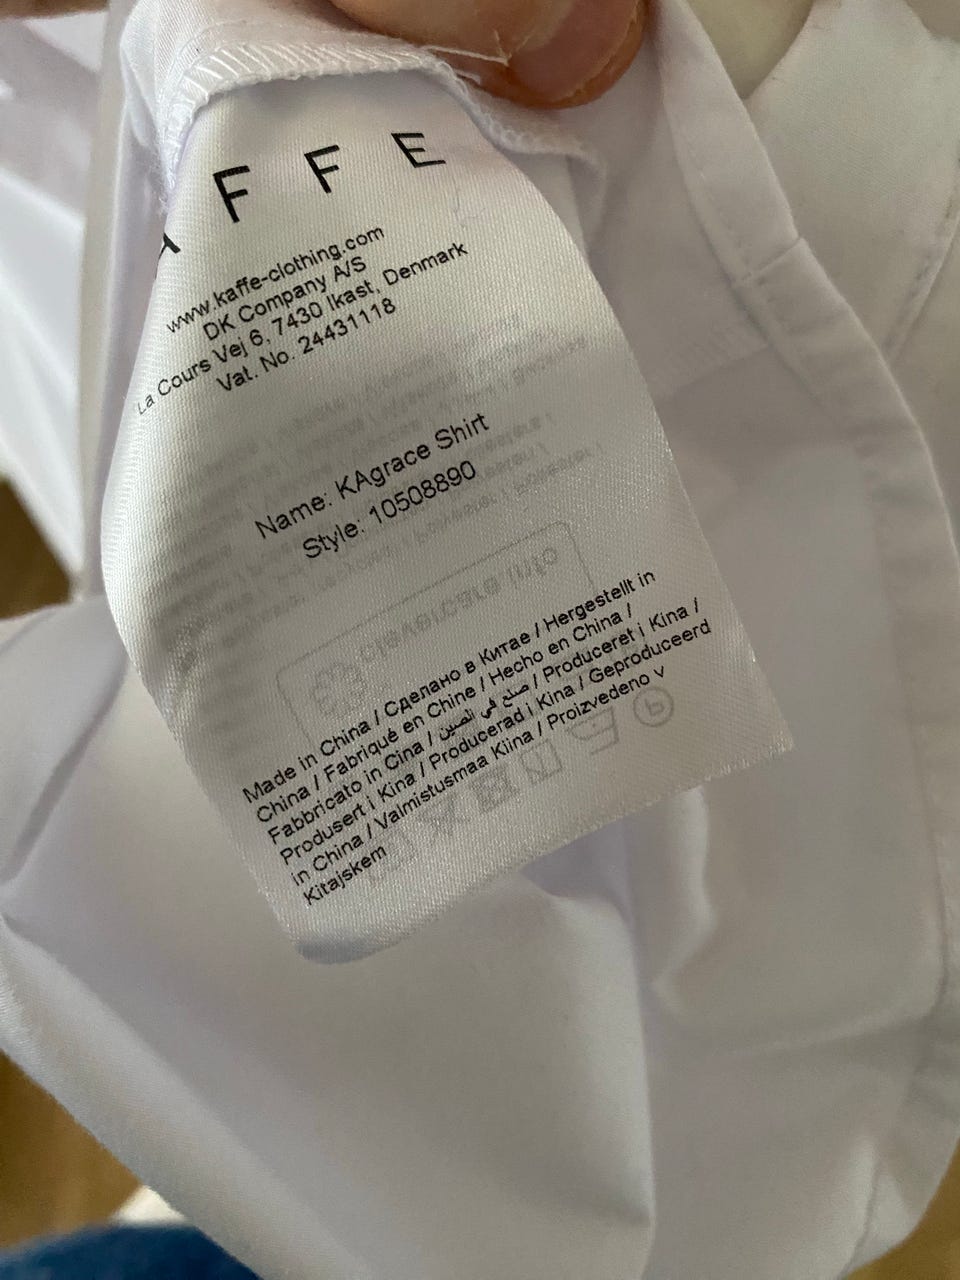 AFFE
www.kaffe-clothing.com
DK Company A/S
La Cours Vej 6, 7430 Ikast, Denmark
Vat. No. 24431118
Name: KAgrace Shirt
Style: 10508890
Made in China / Сделано в Китае / Hergestellt in
China / Fabriqué en Chine / Hecho en China /
Fabbricato in Cina / صنع في الصين / Produceret i Kina /
Produsert i Kina / Producerad i Kina / Geproduceerd
in China / Valmistusmaa Kiina / Proizvedeno v
Kitajskem